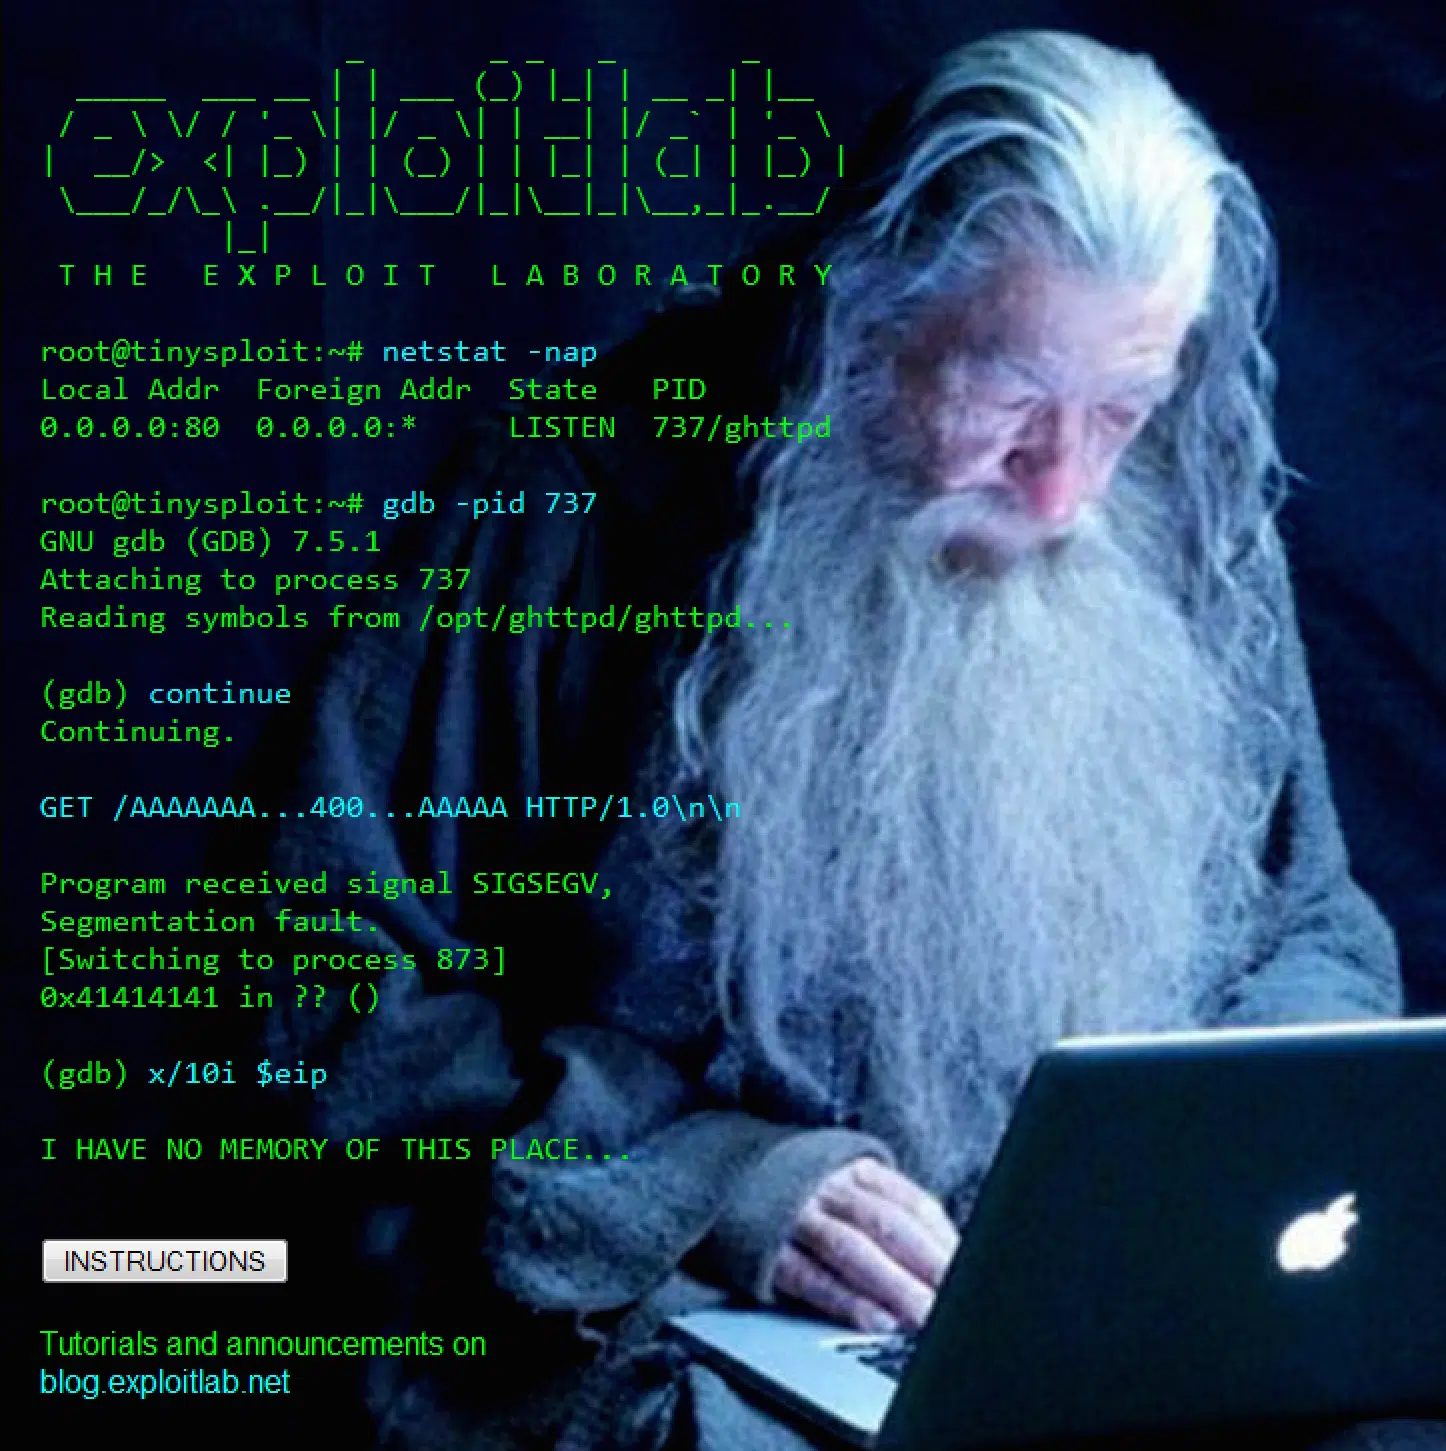 exploitlab
T H E   E X P L O I T   L A B O R A T O R Y
root@tinysploit:~# netstat -nap
Local Addr  Foreign Addr  State   PID
0.0.0.0:80  0.0.0.0:*     LISTEN  737/ghttpd
root@tinysploit:~# gdb -pid 737
GNU gdb (GDB) 7.5.1
Attaching to process 737
Reading symbols from /opt/ghttpd/ghttpd...
(gdb) continue
Continuing.
GET /AAAAAAA...400...AAAAA HTTP/1.0\n\n
Program received signal SIGSEGV,
Segmentation fault.
[Switching to process 873]
0x41414141 in ?? ()
(gdb) x/10i $eip
I HAVE NO MEMORY OF THIS PLACE...
INSTRUCTIONS
Tutorials and announcements on
blog.exploitlab.net